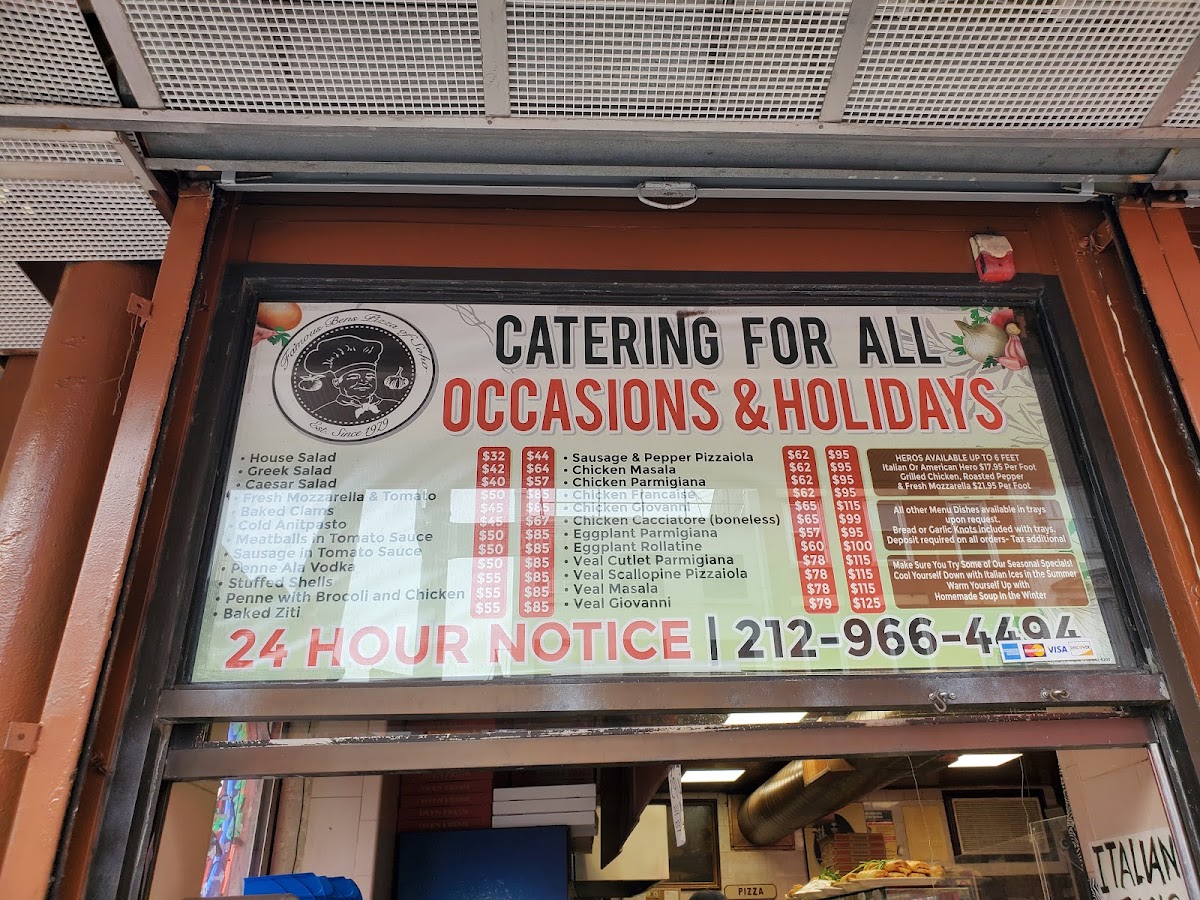 Famous Bens Pizza of Soho
Est. Since 1979
CATERING FOR ALL
OCCASIONS & HOLIDAYS
• House Salad $32 $44
• Greek Salad $42 $64
• Caesar Salad $40 $57
• Fresh Mozzarella & Tomato $50 $85
• Baked Clams $45 $65
• Cold Anitpasto $45 $67
• Meatballs in Tomato Sauce $50 $85
• Sausage in Tomato Sauce $50 $85
• Penne Ala Vodka $50 $85
• Stuffed Shells $55 $85
• Penne with Brocoli and Chicken $55 $85
• Baked Ziti $55 $85
• Sausage & Pepper Pizzaiola $62 $95
• Chicken Masala $62 $95
• Chicken Parmigiana $62 $95
• Chicken Francaise $62 $95
• Chicken Giovanni $65 $115
• Chicken Cacciatore (boneless) $65 $99
• Eggplant Parmigiana $57 $95
• Eggplant Rollatine $60 $100
• Veal Cutlet Parmigiana $78 $115
• Veal Scallopine Pizzaiola $78 $115
• Veal Masala $78 $115
• Veal Giovanni $79 $125
HEROS AVAILABLE UP TO 6 FEET
Italian Or American Hero $17.95 Per Foot
Grilled Chicken, Roasted Pepper
& Fresh Mozzarella $21.95 Per Foot
All other Menu Dishes available in trays
upon request.
Bread or Garlic Knots included with trays.
Deposit required on all orders- Tax additional
Make Sure You Try Some of Our Seasonal Specials!
Cool Yourself Down with Italian Ices in the Summer
Warm Yourself Up with
Homemade Soup in the Winter
24 HOUR NOTICE | 212-966-4494
VISA
DISCOVER
PIZZA
ITALIAN